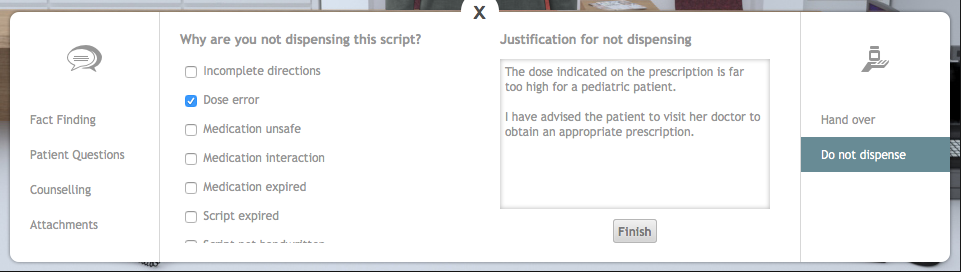 X
Fact Finding
Patient Questions
Counselling
Attachments
Why are you not dispensing this script?
Incomplete directions
Dose error
Medication unsafe
Medication interaction
Medication expired
Script expired
Script not handwritten
Justification for not dispensing
The dose indicated on the prescription is far
too high for a pediatric patient.
I have advised the patient to visit her doctor to
obtain an appropriate prescription.
Finish
Hand over
Do not dispense